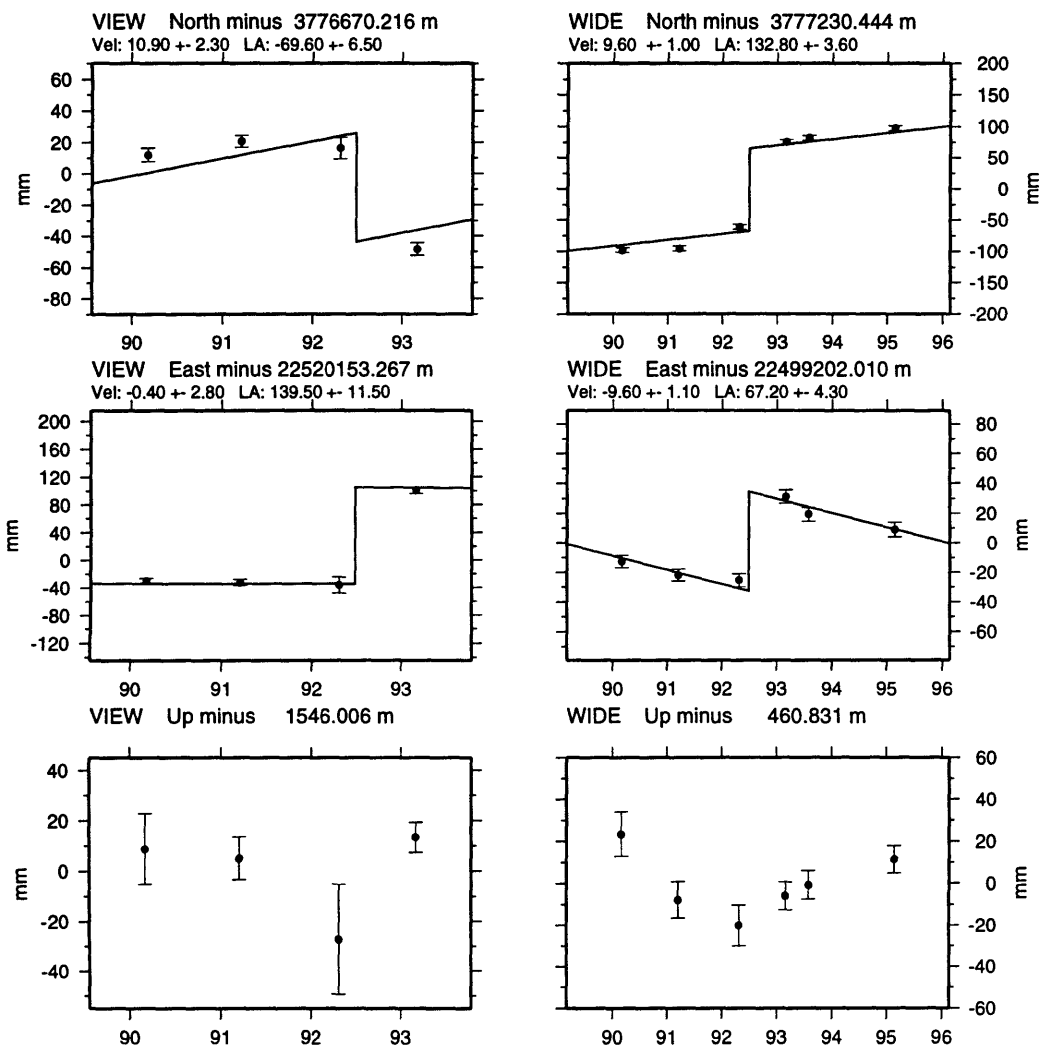 VIEW North minus 3776670.216 m
Vel: 10.90 +- 2.30 LA: -69.60 +- 6.50
60
40
20
0
-20
-40
-60
-80
mm
90 91 92 93
WIDE North minus 3777230.444 m
Vel: 9.60 +- 1.00 LA: 132.80 +- 3.60
200
150
100
50
0
-50
-100
-150
-200
mm
90 91 92 93 94 95 96
VIEW East minus 22520153.267 m
Vel: -0.40 +- 2.80 LA: 139.50 +- 11.50
200
160
120
80
40
0
-40
-80
-120
mm
90 91 92 93
WIDE East minus 22499202.010 m
Vel: -9.60 +- 1.10 LA: 67.20 +- 4.30
80
60
40
20
0
-20
-40
-60
mm
90 91 92 93 94 95 96
VIEW Up minus 1546.006 m
40
20
0
-20
-40
mm
90 91 92 93
WIDE Up minus 460.831 m
60
40
20
0
-20
-40
-60
mm
90 91 92 93 94 95 96